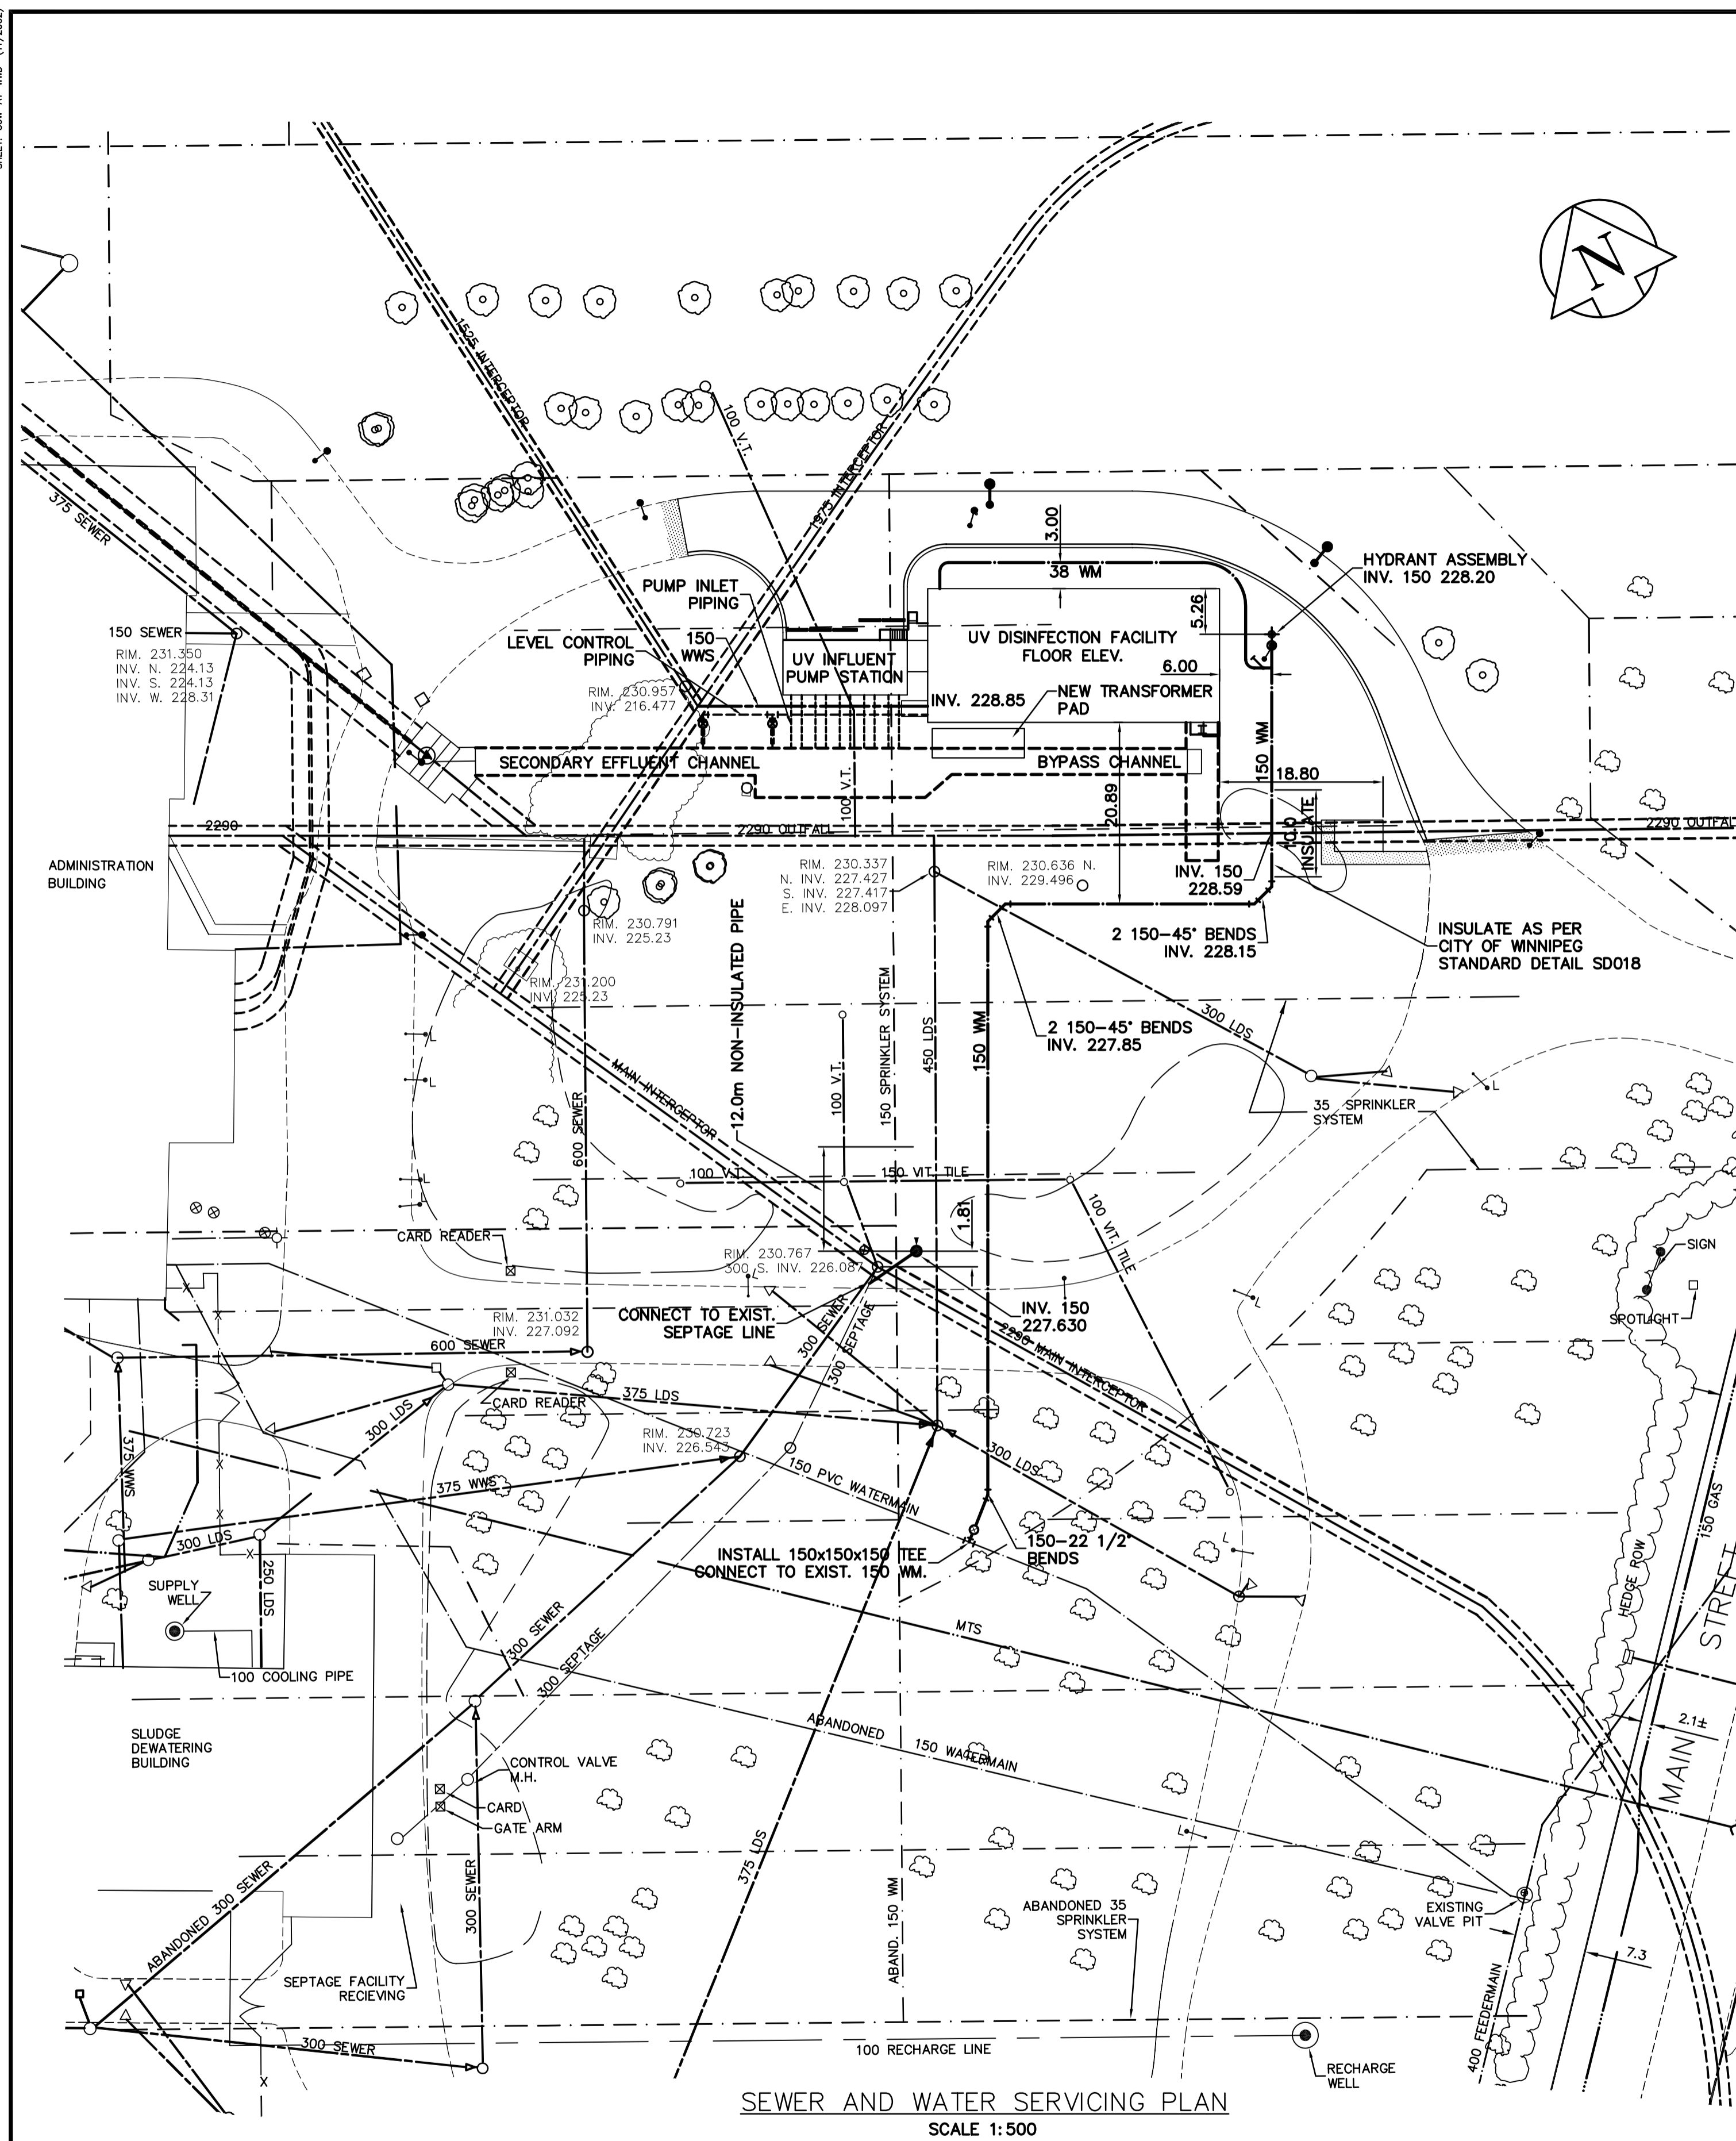 N
1525 INTERCEPTOR
100 V.T.
1975 INTERCEPTOR
375 SEWER
3.00
38 WM
HYDRANT ASSEMBLY
INV. 150 228.20
PUMP INLET
PIPING
5.26
150 SEWER
RIM. 231.350
INV. N. 224.13
INV. S. 224.13
INV. W. 228.31
LEVEL CONTROL
PIPING
150
WWS
UV INFLUENT
PUMP STATION
UV DISINFECTION FACILITY
FLOOR ELEV.
6.00
RIM. 230.957
INV. 216.477
INV. 228.85
NEW TRANSFORMER
PAD
SECONDARY EFFLUENT CHANNEL
BYPASS CHANNEL
150 WM
18.80
100 V.T.
20.89
10.0
INSULATE
2290
2290 OUTFALL
2290 OUTFAL
ADMINISTRATION
BUILDING
RIM. 230.337
N. INV. 227.427
S. INV. 227.417
E. INV. 228.097
RIM. 230.636 N.
INV. 229.496
INV. 150
228.59
RIM. 230.791
INV. 225.23
12.0m NON-INSULATED PIPE
2 150-45° BENDS
INV. 228.15
INSULATE AS PER
CITY OF WINNIPEG
STANDARD DETAIL SD018
RIM. 231.200
INV. 225.23
150 SPRINKLER SYSTEM
450 LDS
150 WM
2 150-45° BENDS
INV. 227.85
300 LDS
MAIN INTERCEPTOR
600 SEWER
100 V.T.
35 SPRINKLER
SYSTEM
100 V.T.
150 VIT. TILE
100 VIT. TILE
1.81
CARD READER
RIM. 230.767
300 S. INV. 226.087
SIGN
SPOTLIGHT
RIM. 231.032
INV. 227.092
CONNECT TO EXIST.
SEPTAGE LINE
INV. 150
227.630
600 SEWER
300 SEWER
300 SEPTAGE
2290 MAIN INTERCEPTOR
300 LDS
CARD READER
375 LDS
RIM. 230.723
INV. 226.543
375 WWS
375 WWS
150 PVC WATERMAIN
300 LDS
150 GAS
300 LDS
INSTALL 150x150x150 TEE
CONNECT TO EXIST. 150 WM.
150-22 1/2°
BENDS
SUPPLY
WELL
250 LDS
HEDGE ROW
STREET
MTS
300 SEWER
300 SEPTAGE
100 COOLING PIPE
SLUDGE
DEWATERING
BUILDING
ABANDONED 150 WATERMAIN
2.1±
MAIN
CONTROL VALVE
M.H.
CARD
GATE ARM
375 LDS
300 SEWER
ABANDONED 300 SEWER
ABAND. 150 WM
ABANDONED 35
SPRINKLER
SYSTEM
EXISTING
VALVE PIT
7.3
SEPTAGE FACILITY
RECIEVING
400 FEEDERMAIN
300 SEWER
100 RECHARGE LINE
RECHARGE
WELL
SEWER AND WATER SERVICING PLAN
SCALE 1:500